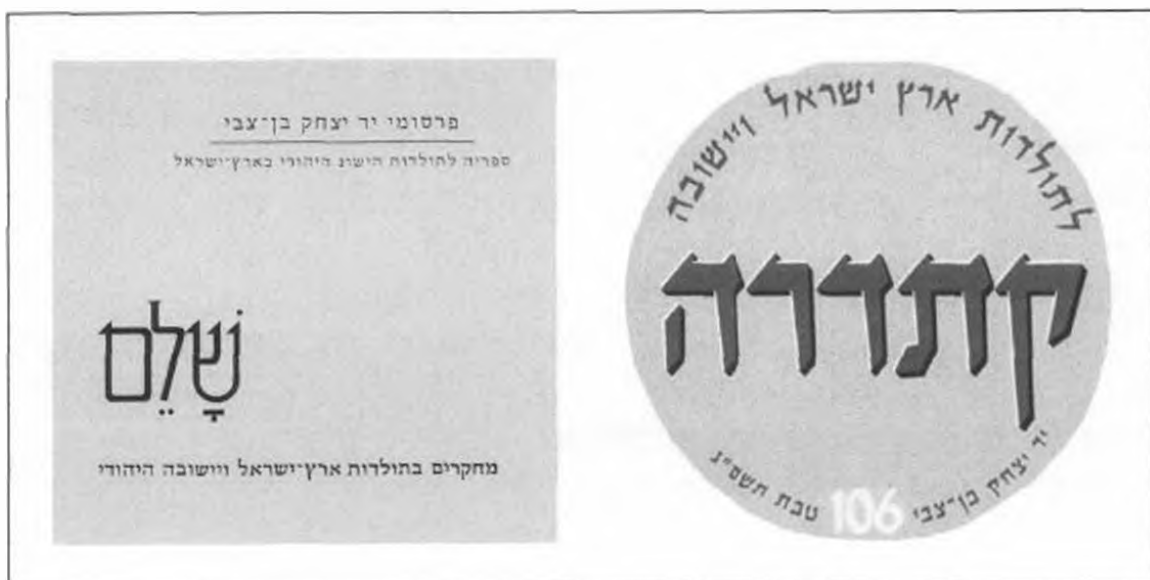 לתולדות ארץ ישראל ויישובה
קתדרה
יד יצחק בן־צבי 106 טבת תשס"ג
פרסומי יד יצחק בן־צבי
ספריה לתולדות הישוב היהודי בארץ־ישראל
שָׁלֵם
מחקרים בתולדות ארץ־ישראל ויישובה היהודי